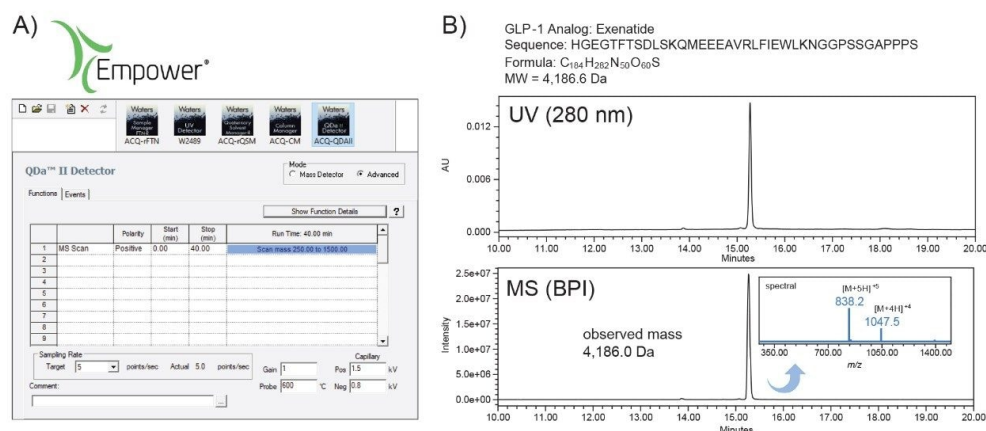 A)
Empower®
Waters
Sample
Manager
FTN
ACQ-rFTN
Waters
UV
Detector
W2489
Waters
Quaternary
Solvent
Manager
ACQ-rQSM
Waters
Column
Manager
ACQ-CM
Waters
QDa II
Detector
ACQ-QDAII
QDa™ II Detector
Mode
Mass Detector Advanced
Functions Events
Show Function Details ?
Polarity Start (min) Stop (min) Run Time: 40.00 min
1 MS Scan Positive 0.00 40.00 Scan mass 250.00 to 1500.00
2
3
4
5
6
7
8
9
Sampling Rate
Target 5 points/sec Actual 5.0 points/sec
Gain 1
Capillary
Pos 1.5 kV
Probe 600 °C Neg 0.8 kV
Comment:
...
B)
GLP-1 Analog: Exenatide
Sequence: HGEGTFTSDLSKQMEEEAVRLFIEWLKNGGPSSGAPPPS
Formula: C184H282N50O60S
MW = 4,186.6 Da
UV (280 nm)
AU
0.012
0.006
0.000
10.00 11.00 12.00 13.00 14.00 15.00 16.00 17.00 18.00 19.00 20.00
Minutes
MS (BPI)
Intensity
2.5e+07
2.0e+07
1.5e+07
1.0e+07
5.0e+06
0.0e+00
observed mass
4,186.0 Da
spectral
[M+5H]+5
838.2
[M+4H]+4
1047.5
350.00 700.00 1050.00 1400.00
m/z
10.00 11.00 12.00 13.00 14.00 15.00 16.00 17.00 18.00 19.00 20.00
Minutes